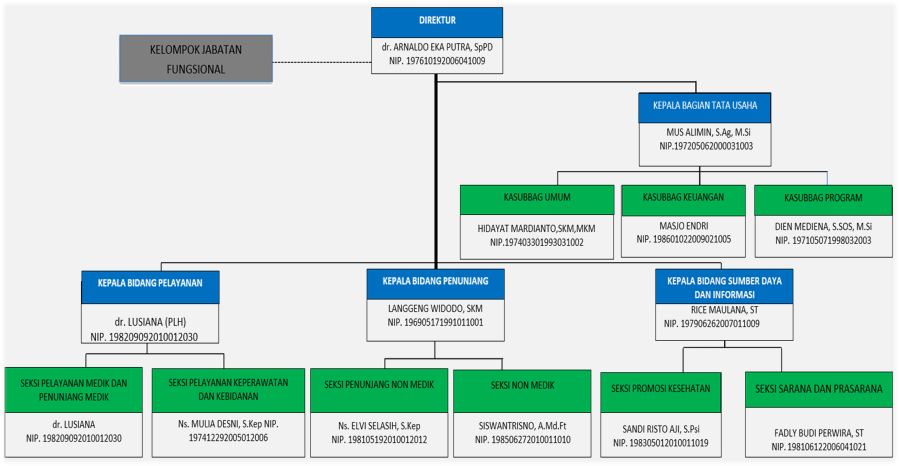 DIREKTUR
dr. ARNALDO EKA PUTRA, SpPD
NIP. 197610192006041009
KELOMPOK JABATAN
FUNGSIONAL
KEPALA BAGIAN TATA USAHA
MUS ALIMIN, S.Ag, M.Si
NIP.197205062000031003
KASUBBAG UMUM
HIDAYAT MARDIANTO,SKM,MKM
NIP.197403301993031002
KASUBBAG KEUANGAN
MASJO ENDRI
NIP. 198601022009021005
KASUBBAG PROGRAM
DIEN MEDIENA, S.SOS, M.Si
NIP.197105071998032003
KEPALA BIDANG PELAYANAN
dr. LUSIANA (PLH)
NIP. 198209092010012030
KEPALA BIDANG PENUNJANG
LANGGENG WIDODO, SKM
NIP. 196905171991011001
KEPALA BIDANG SUMBER DAYA
DAN INFORMASI
RICE MAULANA, ST
NIP. 197906262007011009
SEKSI PELAYANAN MEDIK DAN
PENUNJANG MEDIK
dr. LUSIANA
NIP. 198209092010012030
SEKSI PELAYANAN KEPERAWATAN
DAN KEBIDANAN
Ns. MULIA DESNI, S.Kep NIP.
197412292005012006
SEKSI PENUNJANG NON MEDIK
Ns. ELVI SELASIH, S.Kep
NIP. 198105192010012012
SEKSI NON MEDIK
SISWANTRISNO, A.Md.Ft
NIP. 198506272010011010
SEKSI PROMOSI KESEHATAN
SANDI RISTO AJI, S.Psi
NIP. 198305012010011019
SEKSI SARANA DAN PRASARANA
FADLY BUDI PERWIRA, ST
NIP. 198106122006041021